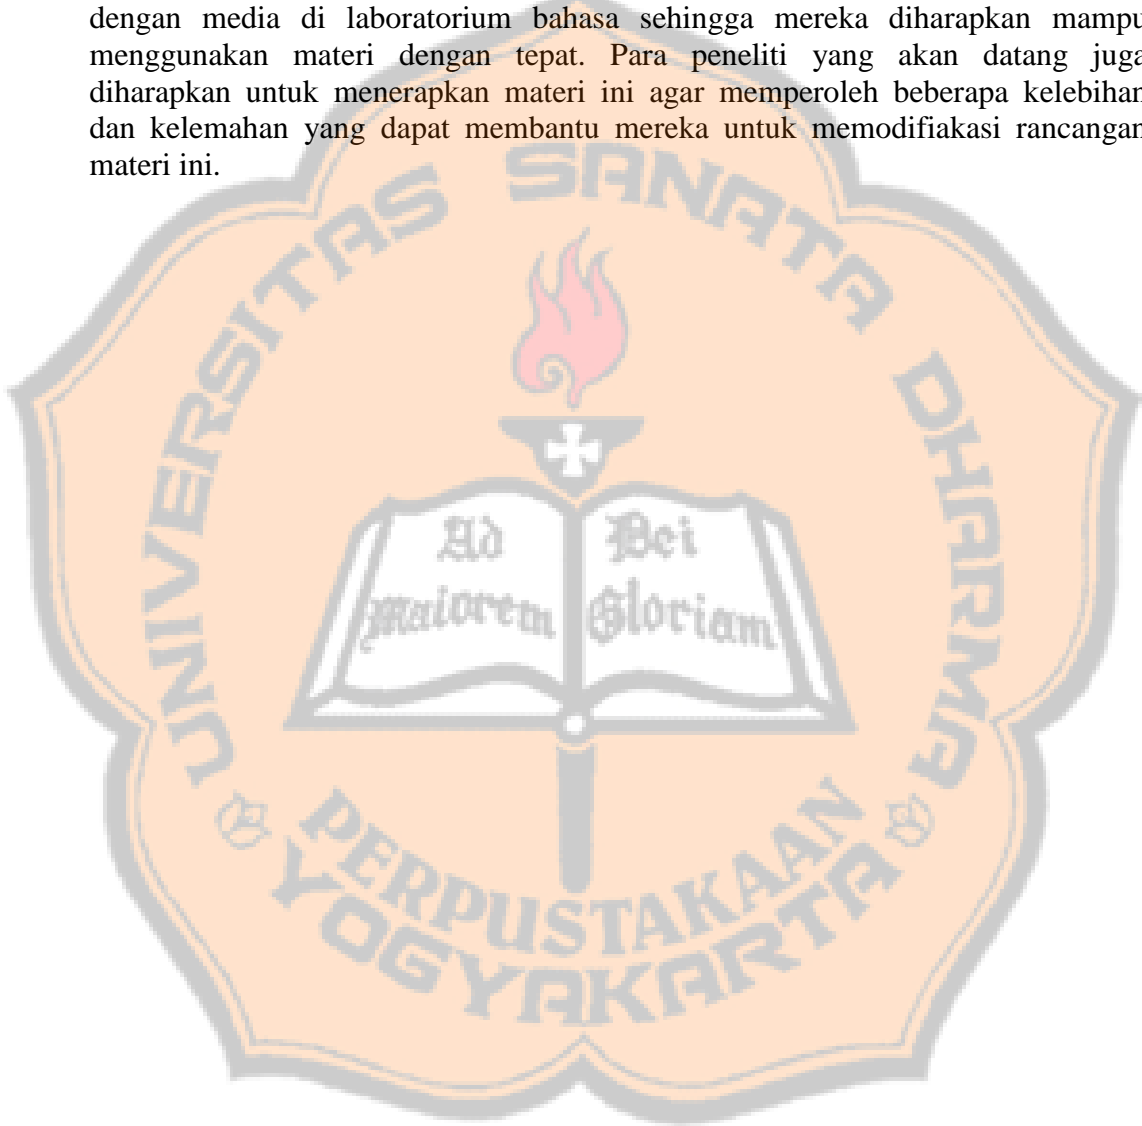 dengan media di laboratorium bahasa sehingga mereka diharapkan mampu
menggunakan materi dengan tepat. Para peneliti yang akan datang juga
diharapkan untuk menerapkan materi ini agar memperoleh beberapa kelebihan
dan kelemahan yang dapat membantu mereka untuk memodifiakasi rancangan
materi ini.
UNIVERSITAS SANATA DHARMA
Ad Dei
Maiorem Gloriam
PERPUSTAKAAN
YOGYAKARTA